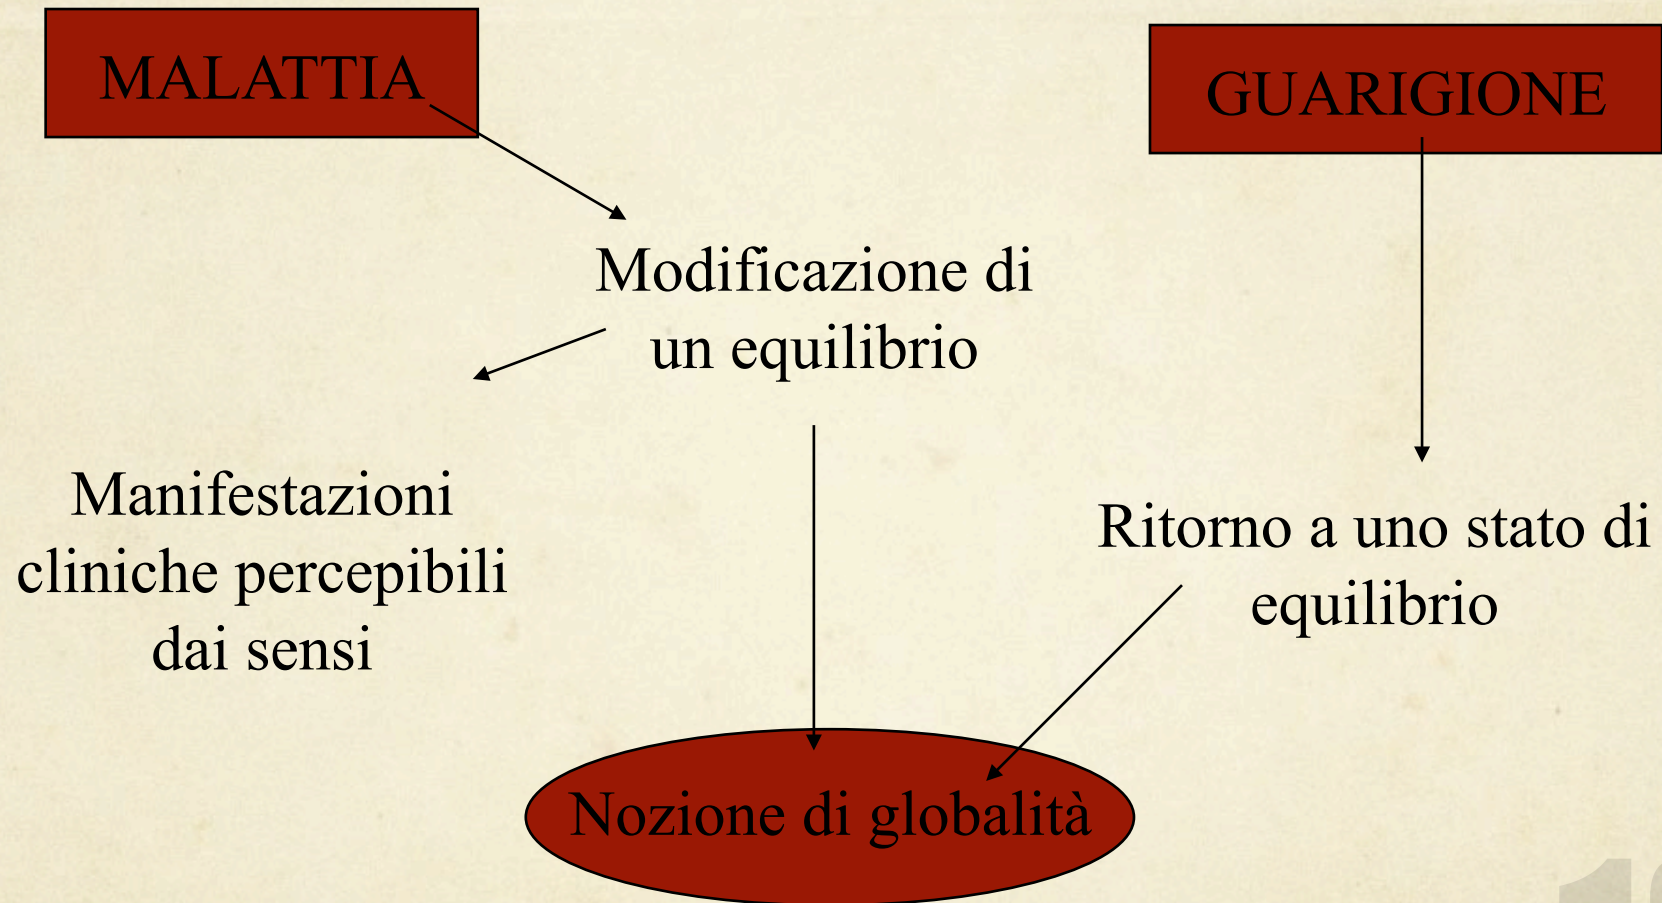 MALATTIA
GUARIGIONE
Modificazione di
un equilibrio
Manifestazioni
cliniche percepibili
dai sensi
Ritorno a uno stato di
equilibrio
Nozione di globalità